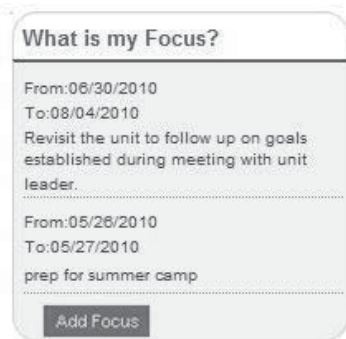 What is my Focus?
From:06/30/2010
To:08/04/2010
Revisit the unit to follow up on goals
established during meeting with unit
leader.
From:05/26/2010
To:05/27/2010
prep for summer camp
Add Focus